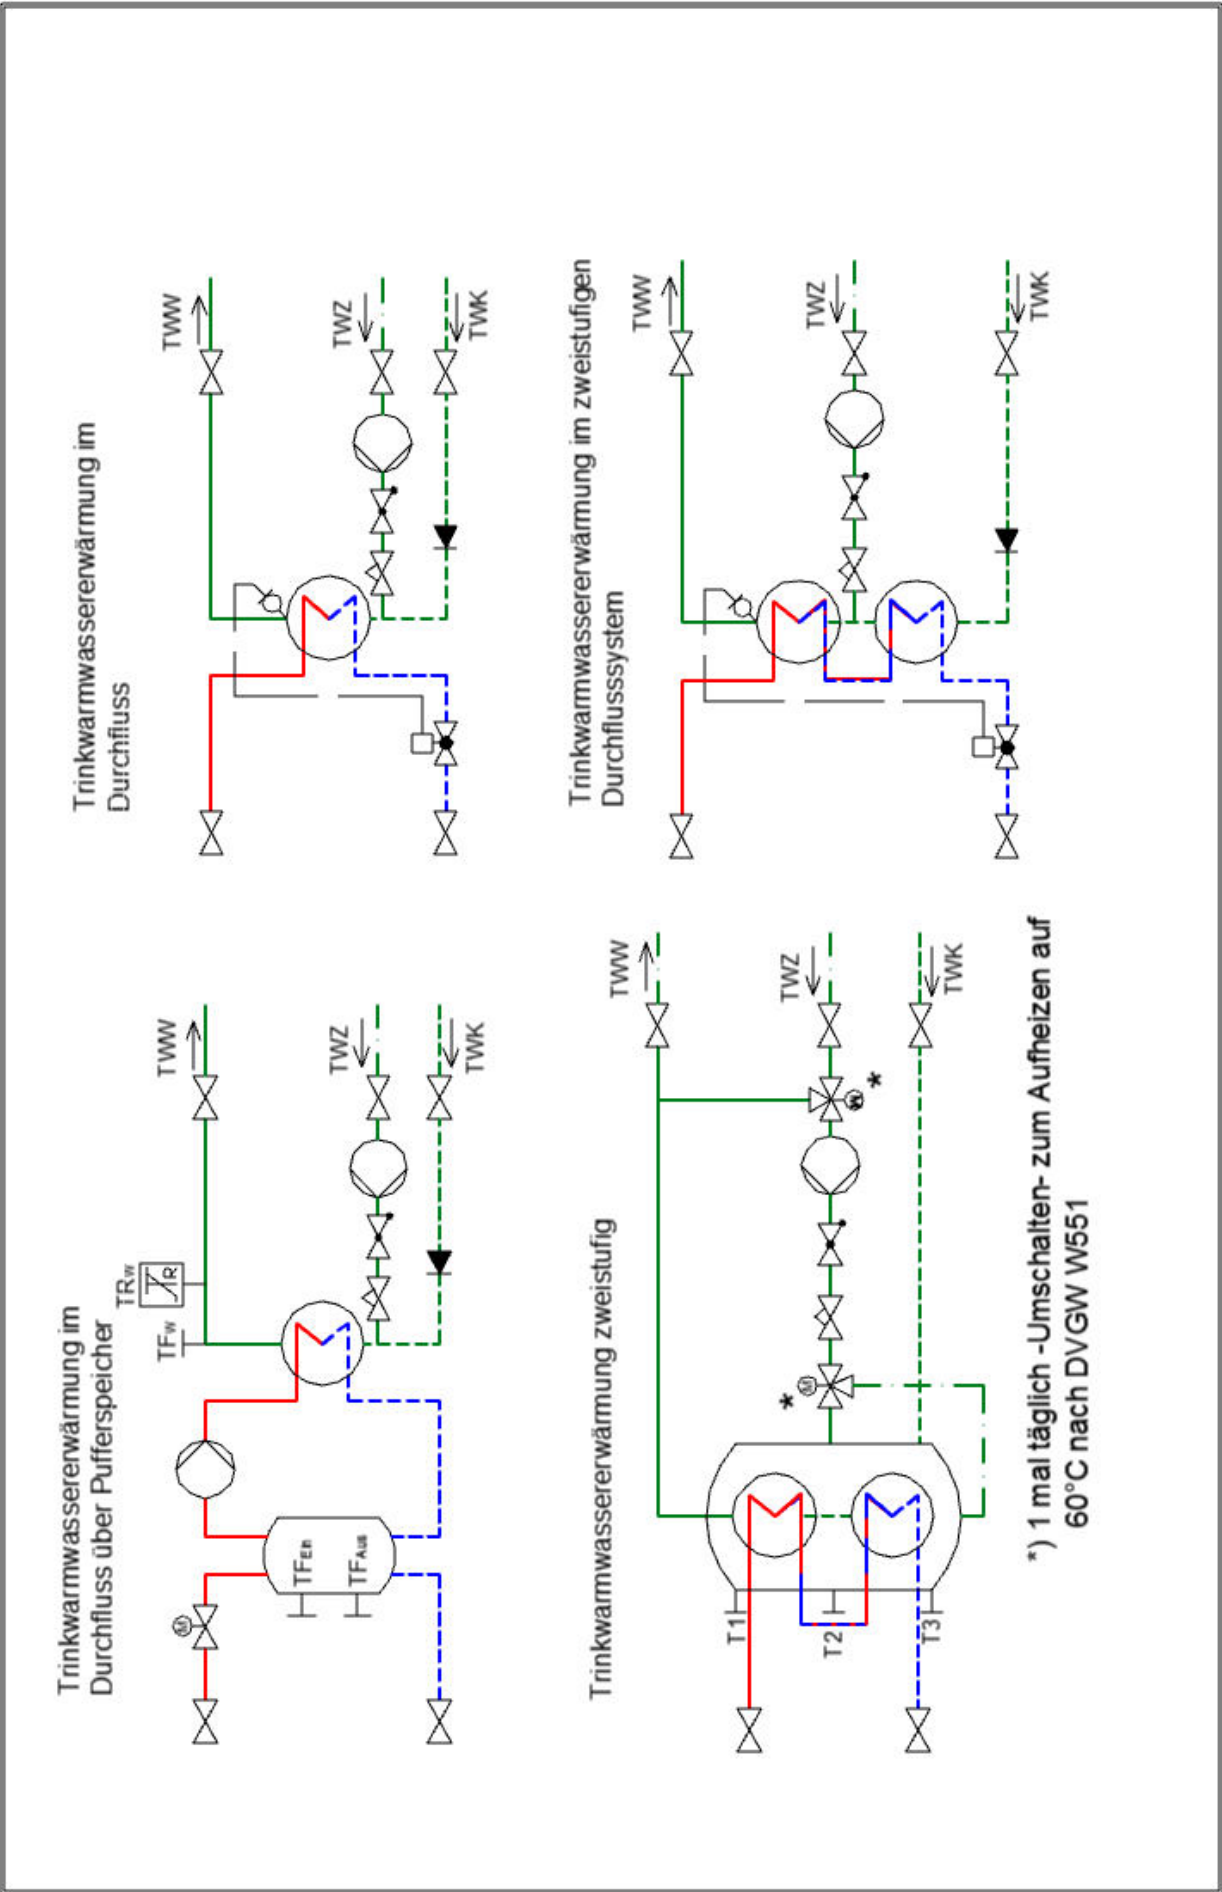 Trinkwarmwassererwärmung im
Durchfluss über Pufferspeicher
TFW
TRW
R
TWW
M
TFEin
TFAus
TWZ
TWK
Trinkwarmwassererwärmung im
Durchfluss
TWW
TWZ
TWK
Trinkwarmwassererwärmung zweistufig
TWW
T1
T2
T3
*
M
M
*
TWZ
TWK
*) 1 mal täglich -Umschalten- zum Aufheizen auf
60°C nach DVGW W551
Trinkwarmwassererwärmung im zweistufigen
Durchflusssystem
TWW
TWZ
TWK